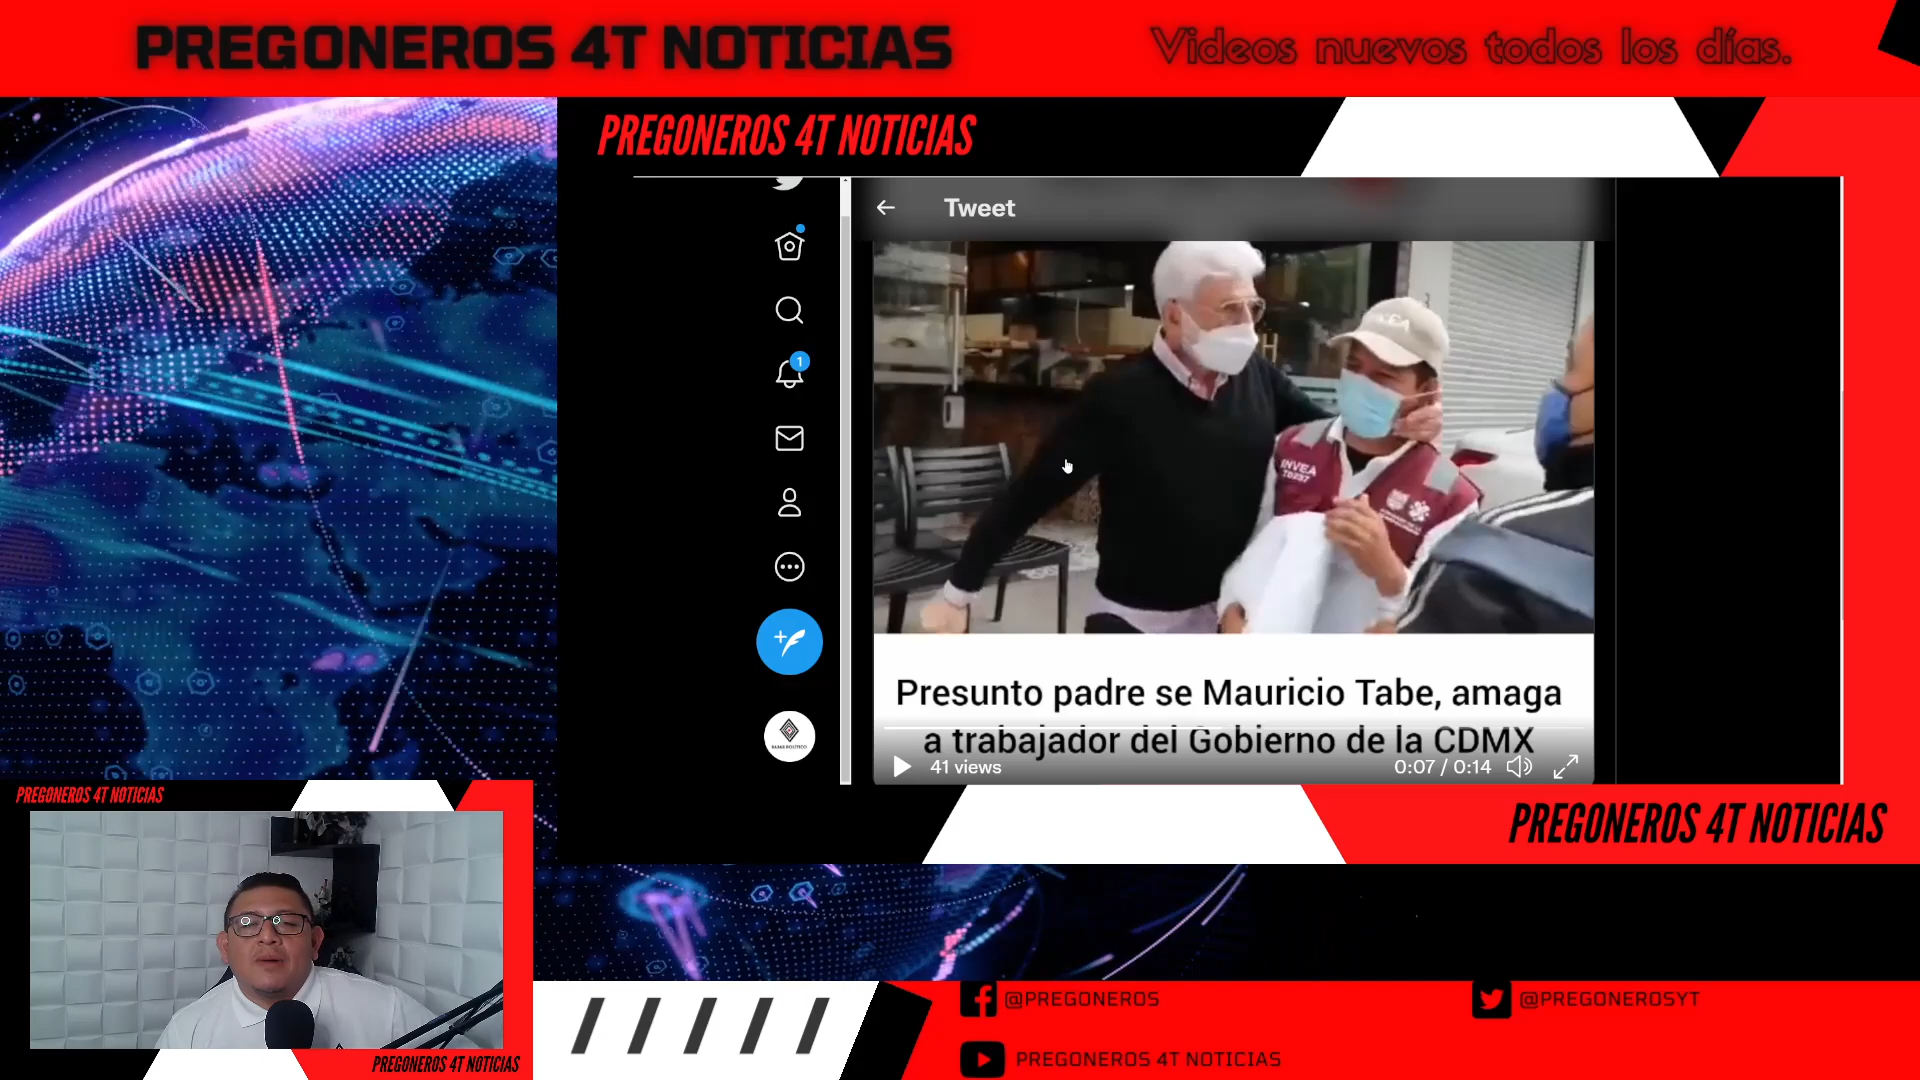 PREGONEROS 4T NOTICIAS
Videos nuevos todos los días.
PREGONEROS 4T NOTICIAS
Tweet
1
INVEA
Presunto padre se Mauricio Tabe, amaga
a trabajador del Gobierno de la CDMX
41 views
0:07 / 0:14
PREGONEROS 4T NOTICIAS
PREGONEROS 4T NOTICIAS
PREGONEROS 4T NOTICIAS
@PREGONEROS
@PREGONEROSYT
PREGONEROS 4T NOTICIAS